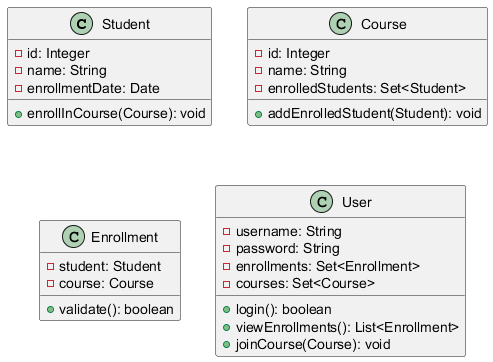 C Student
id: Integer
name: String
enrollmentDate: Date
enrollInCourse(Course): void
C Course
id: Integer
name: String
enrolledStudents: Set<Student>
addEnrolledStudent(Student): void
C Enrollment
student: Student
course: Course
validate(): boolean
C User
username: String
password: String
enrollments: Set<Enrollment>
courses: Set<Course>
login(): boolean
viewEnrollments(): List<Enrollment>
joinCourse(Course): void